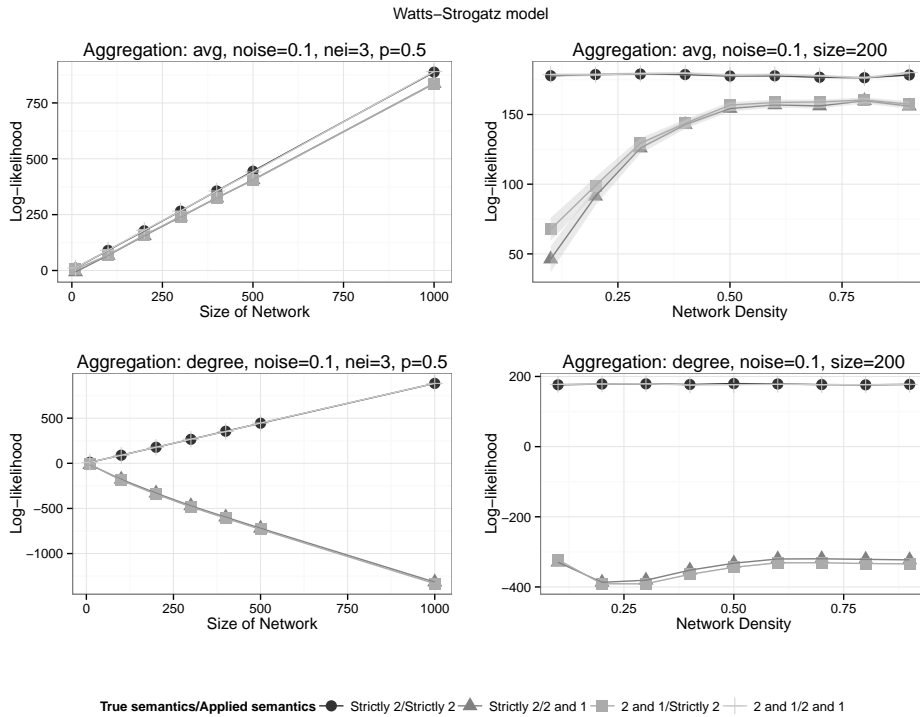 Watts−Strogatz model
Aggregation: avg, noise=0.1, nei=3, p=0.5
Log−likelihood
750
500
250
0
0
250
500
750
1000
Size of Network
Aggregation: avg, noise=0.1, size=200
Log−likelihood
150
100
50
0.25
0.50
0.75
Network Density
Aggregation: degree, noise=0.1, nei=3, p=0.5
Log−likelihood
500
0
−500
−1000
0
250
500
750
1000
Size of Network
Aggregation: degree, noise=0.1, size=200
Log−likelihood
200
0
−200
−400
0.25
0.50
0.75
Network Density
True semantics/Applied semantics Strictly 2/Strictly 2 Strictly 2/2 and 1 2 and 1/Strictly 2 2 and 1/2 and 1